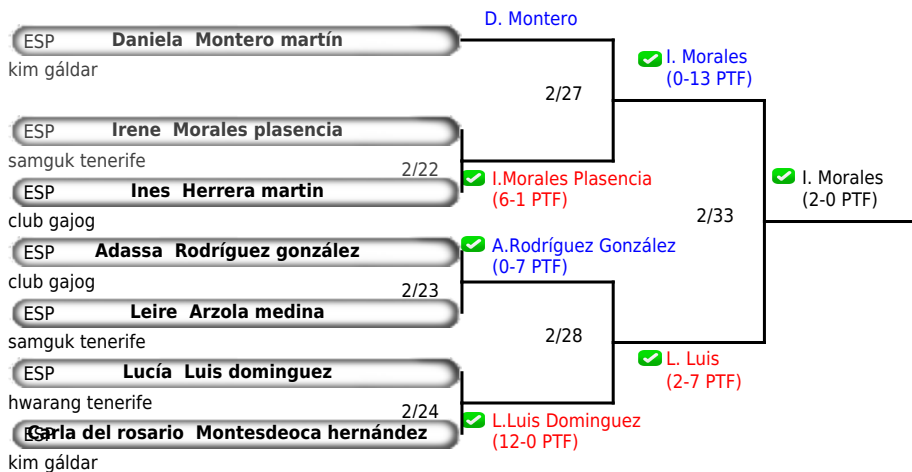 D. Montero
ESP Daniela Montero martín
kim gáldar
I. Morales
(0-13 PTF)
2/27
ESP Irene Morales plasencia
samguk tenerife
2/22
I.Morales Plasencia
(6-1 PTF)
I. Morales
(2-0 PTF)
ESP Ines Herrera martin
club gajog
2/33
ESP Adassa Rodríguez gonzález
club gajog
A.Rodríguez González
(0-7 PTF)
2/23
ESP Leire Arzola medina
samguk tenerife
2/28
L. Luis
(2-7 PTF)
ESP Lucía Luis dominguez
hwarang tenerife
2/24
L.Luis Dominguez
(12-0 PTF)
ESP Carla del rosario Montesdeoca hernández
kim gáldar